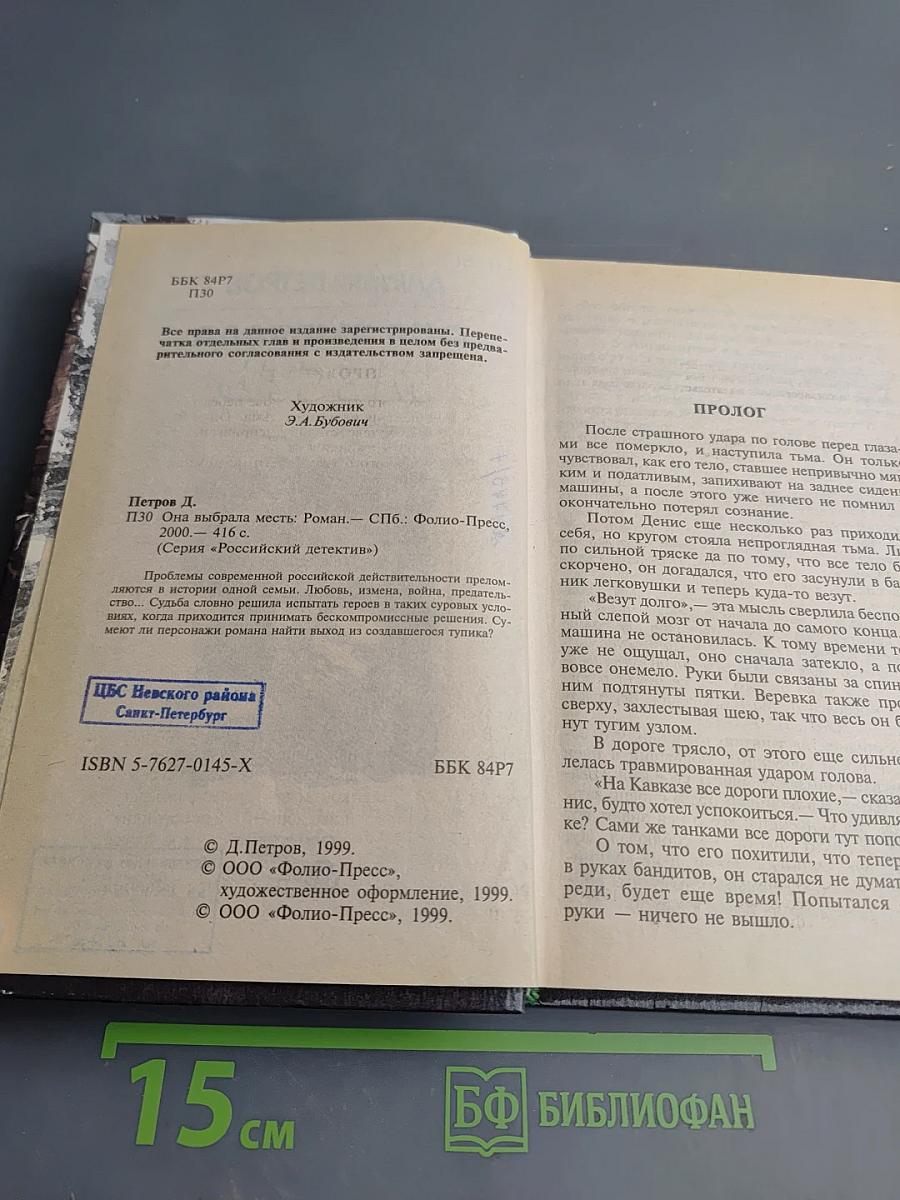 ББК 84Р7
П30
Все права на данное издание зарегистрированы. Перепе-
чатка отдельных глав и произведения в целом без предва-
рительного согласования с издательством запрещена.
Художник
Э.А.Бубович
Петров Д.
П30 Она выбрала месть: Роман.— СПб.: Фолио-Пресс,
2000.— 416 с.
(Серия «Российский детектив»)
Проблемы современной российской действительности прелом-
ляются в истории одной семьи. Любовь, измена, война, предатель-
ство... Судьба словно решила испытать героев в таких суровых усло-
виях, когда приходится принимать бескомпромиссные решения. Су-
меют ли персонажи романа найти выход из создавшегося тупика?
ЦБС Невского района
Санкт-Петербург
ISBN 5-7627-0145-X
ББК 84Р7
© Д.Петров, 1999.
© ООО «Фолио-Пресс»,
художественное оформление, 1999.
© ООО «Фолио-Пресс», 1999.
ПРОЛОГ
После страшного удара по голове перед глаза-
ми все померкло, и наступила тьма. Он только
чувствовал, как его тело, ставшее непривычно мяг
ким и податливым, запихивают на заднее сиден
машины, а после этого уже ничего не помнил
окончательно потерял сознание.
Потом Денис еще несколько раз приходи
себя, но кругом стояла непроглядная тьма. Ли
по сильной тряске да по тому, что все тело б
скорчено, он догадался, что его засунули в ба
ник легковушки и теперь куда-то везут.
«Везут долго»,— эта мысль сверлила беспо
ный слепой мозг от начала до самого конца.
машина не остановилась. К тому времени т
уже не ощущал, оно сначала затекло, а по
вовсе онемело. Руки были связаны за спин
ним подтянуты пятки. Веревка также про
сверху, захлестывая шею, так что весь он б
нут тугим узлом.
В дороге трясло, от этого еще сильне
лелась травмированная ударом голова.
«На Кавказе все дороги плохие,— сказа
нис, будто хотел успокоиться.— Что удивля
ке? Сами же танками все дороги тут попо
О том, что его похитили, что тепер
в руках бандитов, он старался не думат
реди, будет еще время! Попытался
руки — ничего не вышло.
15 см
БФ БИБЛИОФАН